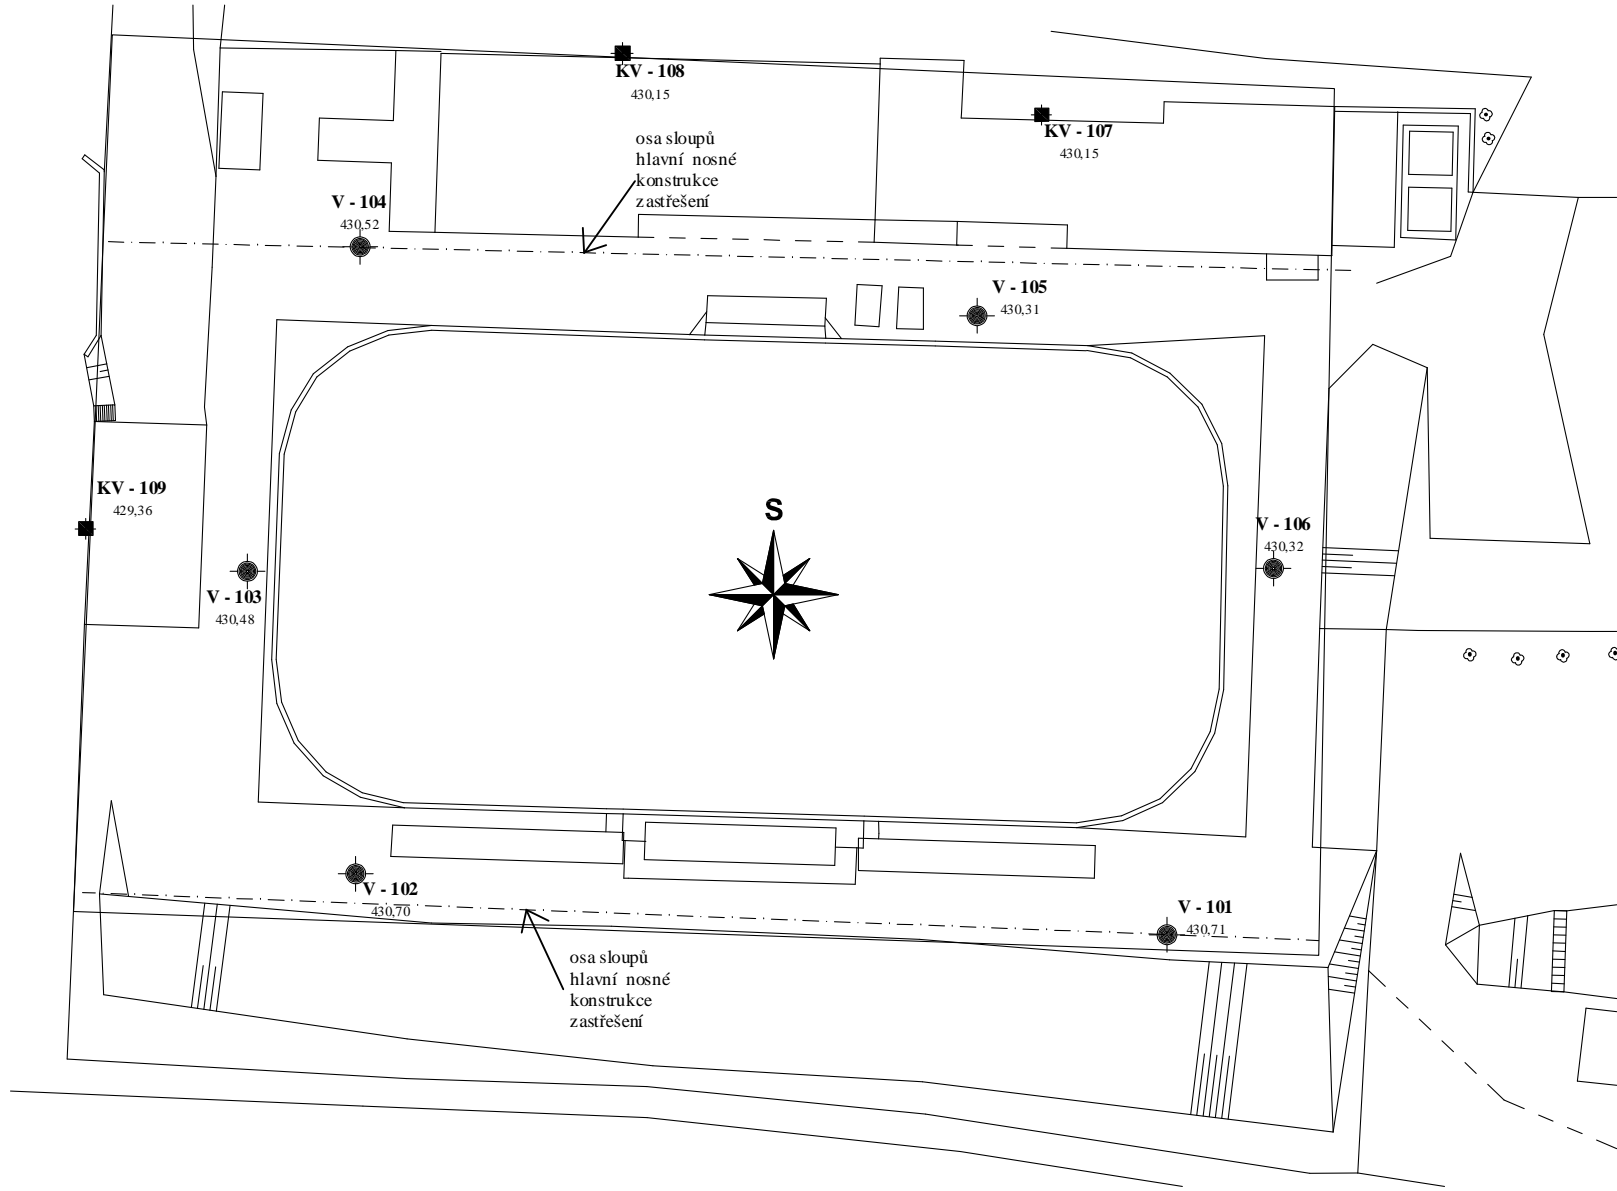 KV - 108
430,15
KV - 107
430,15
osa sloupů
hlavní nosné
konstrukce
zastřešení
V - 104
430,52
V - 105
430,31
KV - 109
429,36
S
V - 106
430,32
V - 103
430,48
V - 102
430,70
V - 101
430,71
osa sloupů
hlavní nosné
konstrukce
zastřešení